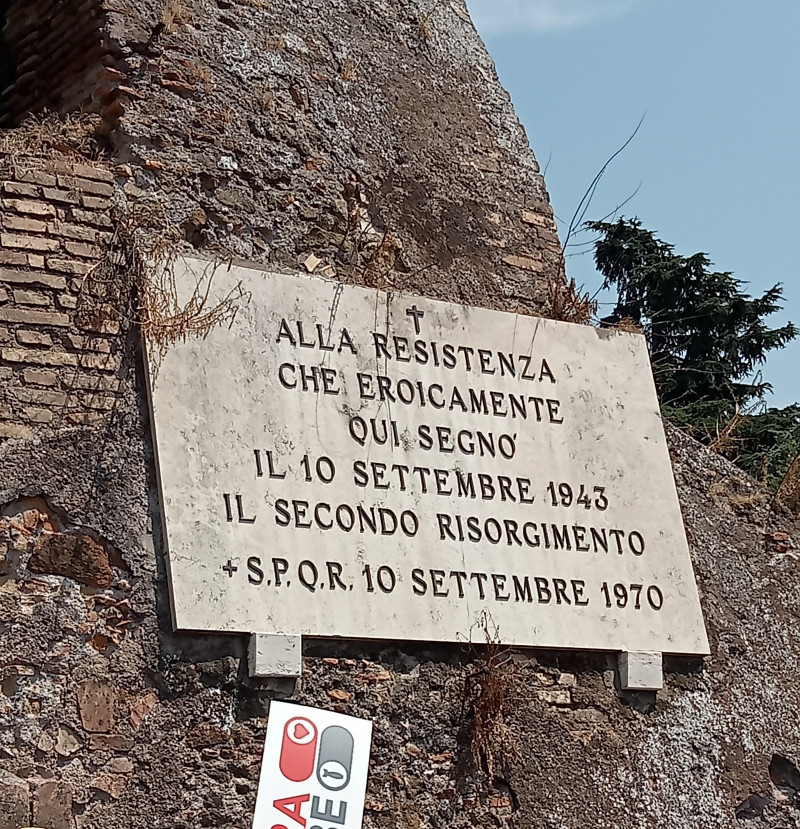 ALLA RESISTENZA
CHE EROICAMENTE
QUI SEGNO'
IL 10 SETTEMBRE 1943
IL SECONDO RISORGIMENTO
+ S.P.Q.R. 10 SETTEMBRE 1970